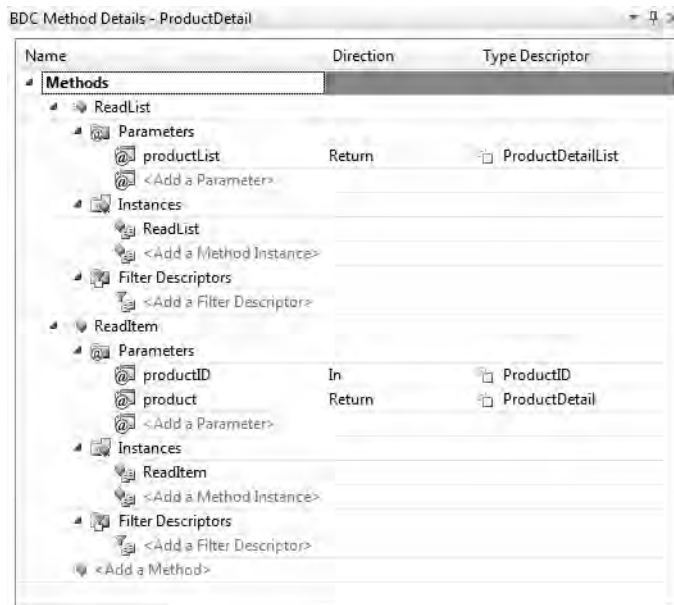 BDC Method Details - ProductDetail
Name Direction Type Descriptor
Methods
ReadList
Parameters
productList Return ProductDetailList
<Add a Parameter>
Instances
ReadList
<Add a Method Instance>
Filter Descriptors
<Add a Filter Descriptor>
ReadItem
Parameters
productID In ProductID
product Return ProductDetail
<Add a Parameter>
Instances
ReadItem
<Add a Method Instance>
Filter Descriptors
<Add a Filter Descriptor>
<Add a Method>